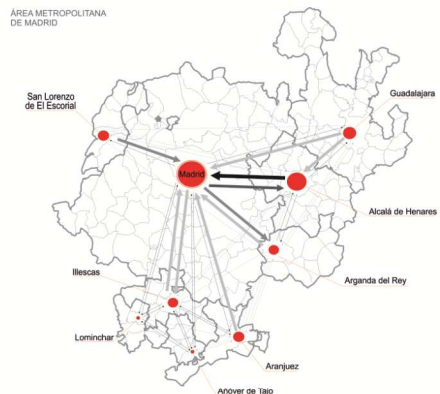 ÁREA METROPOLITANA
DE MADRID
San Lorenzo
de El Escorial
Guadalajara
Madrid
Alcalá de Henares
Illescas
Arganda del Rey
Lominchar
Aranjuez
Añover de Tajo